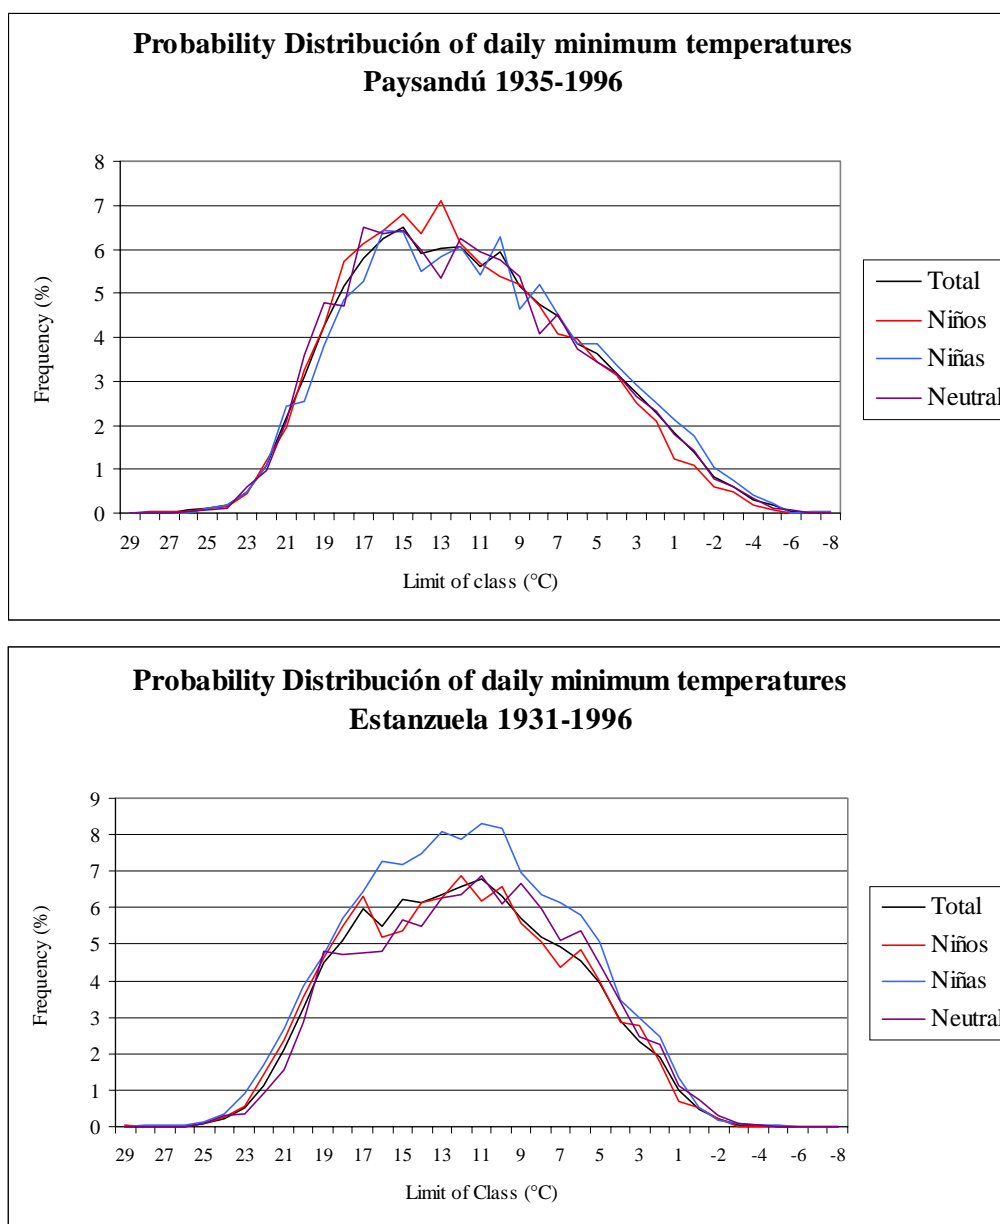 Probability Distribución of daily minimum temperatures
Paysandú 1935-1996
8
7
6
5
4
3
2
1
0
Frequency (%)
29 27 25 23 21 19 17 15 13 11 9 7 5 3 1 -2 -4 -6 -8
Limit of class (°C)
Total
Niños
Niñas
Neutral
Probability Distribución of daily minimum temperatures
Estanzuela 1931-1996
9
8
7
6
5
4
3
2
1
0
Frequency (%)
29 27 25 23 21 19 17 15 13 11 9 7 5 3 1 -2 -4 -6 -8
Limit of Class (°C)
Total
Niños
Niñas
Neutral